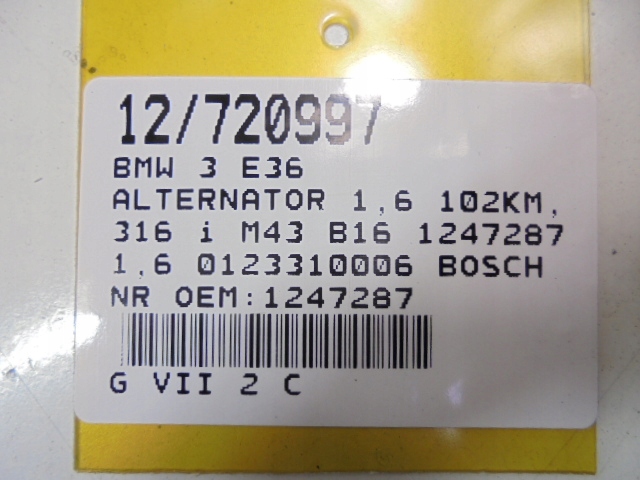 12/720997
BMW 3 E36
ALTERNATOR 1,6 102KM,
316 i M43 B16 1247287
1,6 0123310006 BOSCH
NR OEM:1247287
G VII 2 C